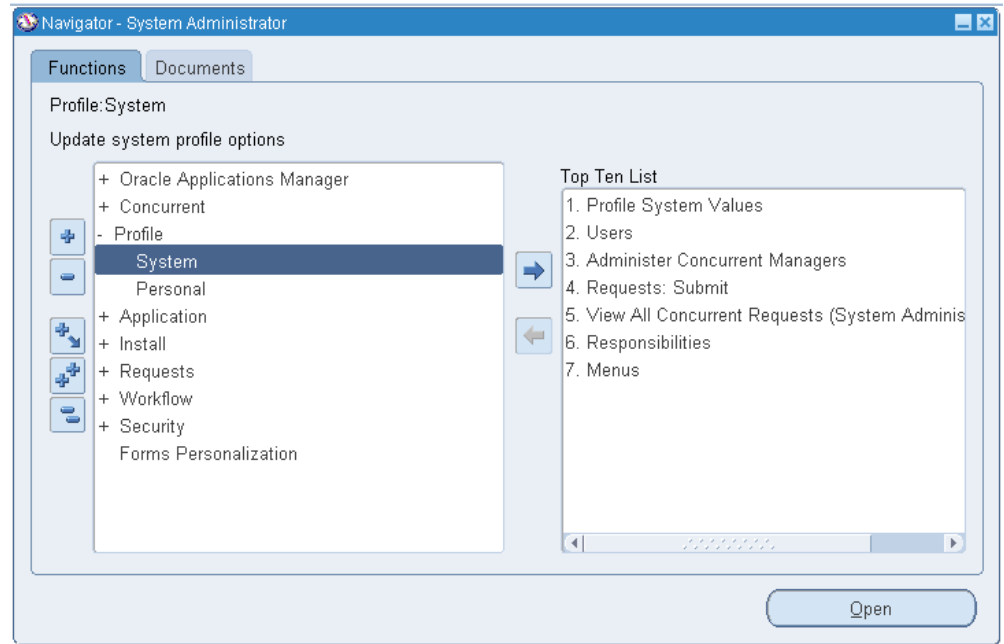 Navigator - System Administrator
Functions
Documents
Profile:System
Update system profile options
+ Oracle Applications Manager
+ Concurrent
- Profile
System
Personal
+ Application
+ Install
+ Requests
+ Workflow
+ Security
Forms Personalization
Top Ten List
1. Profile System Values
2. Users
3. Administer Concurrent Managers
4. Requests: Submit
5. View All Concurrent Requests (System Adminis
6. Responsibilities
7. Menus
Open